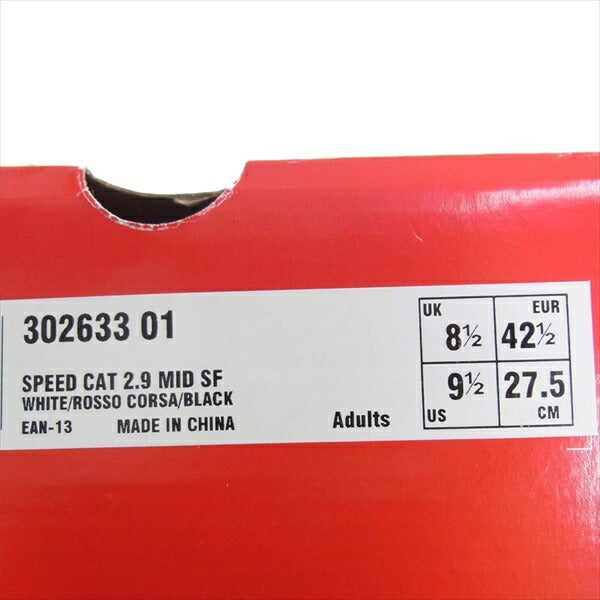 302633 01
SPEED CAT 2.9 MID SF
WHITE/ROSSO CORSA/BLACK
EAN-13 MADE IN CHINA Adults
UK EUR
8½ 42½
9½ 27.5
US CM